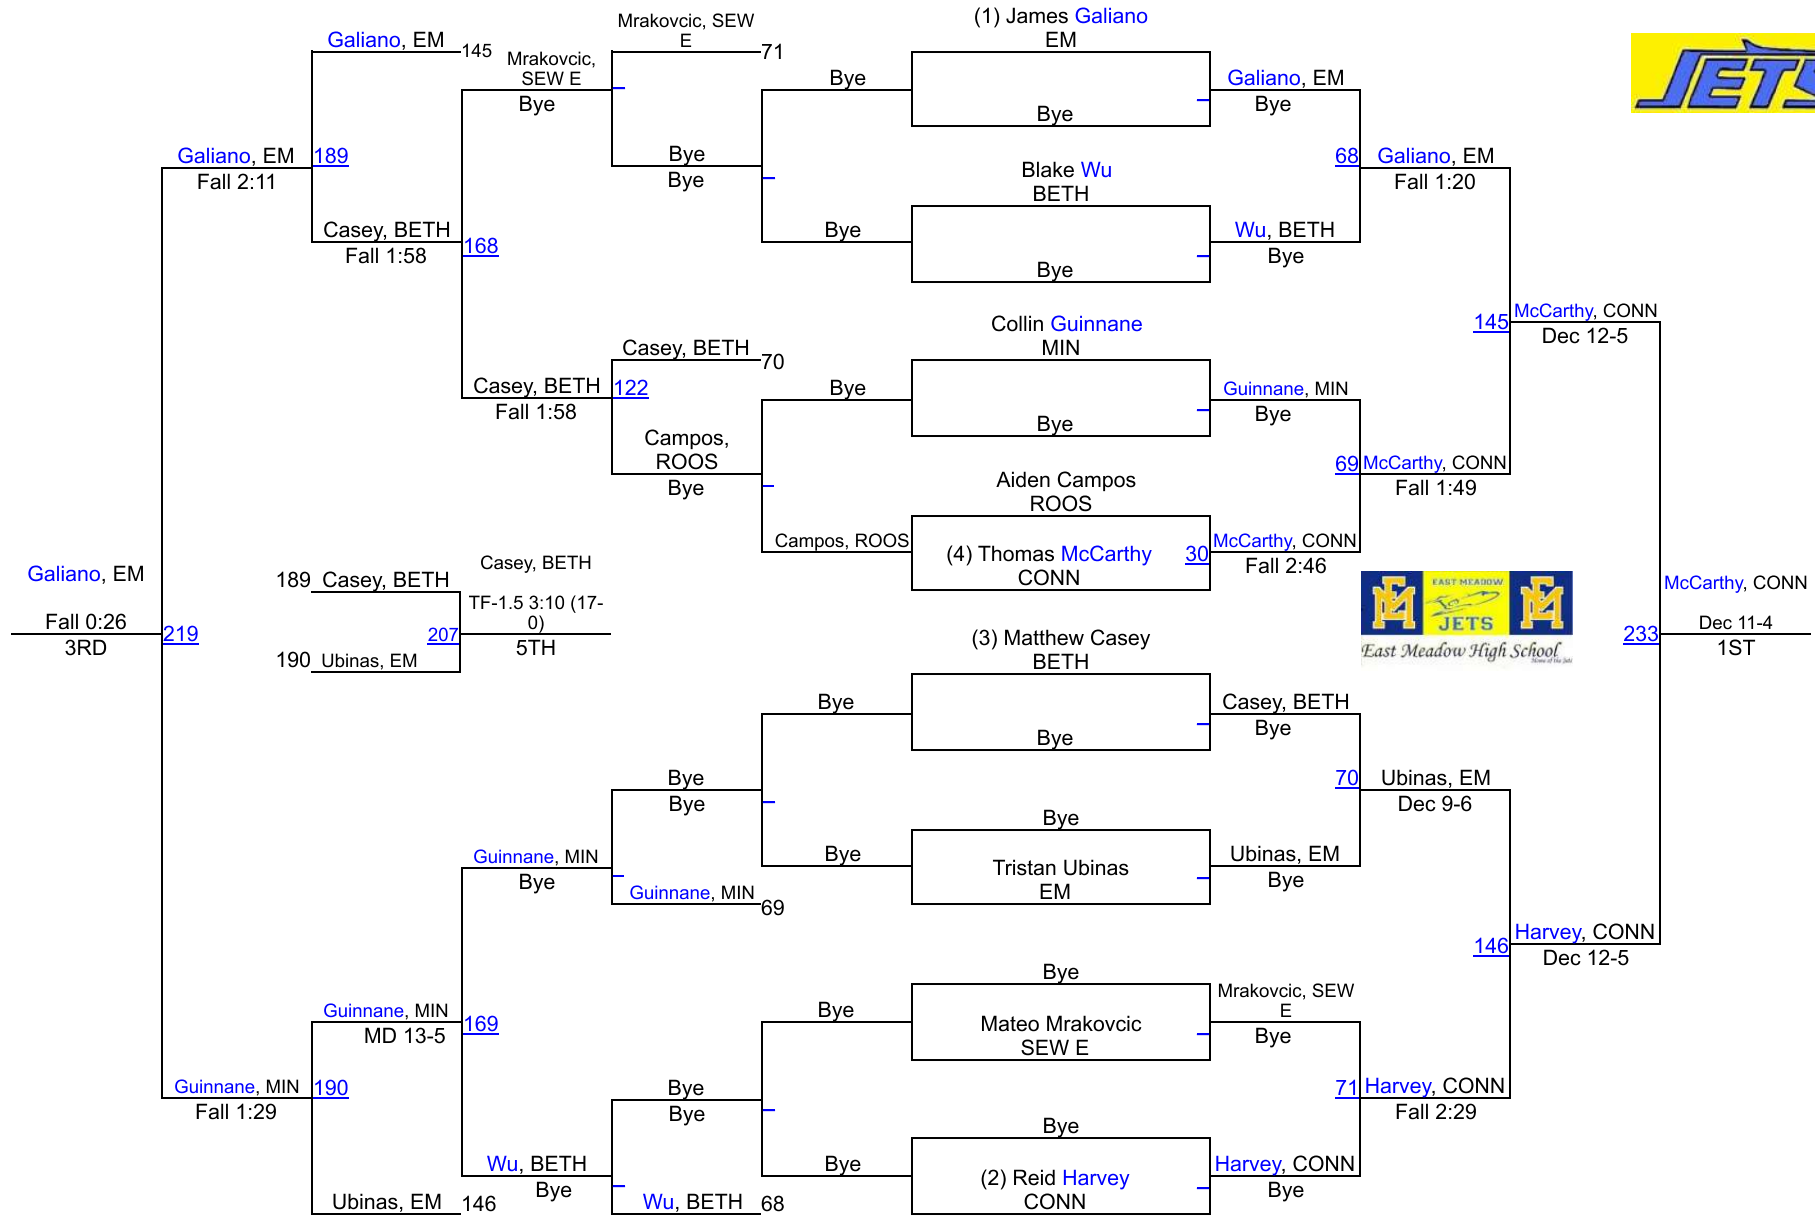 (1) James Galiano
EM
Bye
Blake Wu
BETH
Bye
Collin Guinnane
MIN
Bye
Aiden Campos
ROOS
(4) Thomas McCarthy
CONN
30
(3) Matthew Casey
BETH
Bye
Bye
Tristan Ubinas
EM
Bye
Mateo Mrakovcic
SEW E
Bye
(2) Reid Harvey
CONN
Galiano, EM
Bye
Wu, BETH
Bye
Guinnane, MIN
Bye
McCarthy, CONN
Fall 2:46
Casey, BETH
Bye
Ubinas, EM
Bye
Mrakovcic, SEW
E
Bye
Harvey, CONN
Bye
68
Galiano, EM
Fall 1:20
69
McCarthy, CONN
Fall 1:49
70
Ubinas, EM
Dec 9-6
71
Harvey, CONN
Fall 2:29
145
McCarthy, CONN
Dec 12-5
146
Harvey, CONN
Dec 12-5
233
McCarthy, CONN
Dec 11-4
1ST
JETS
EAST MEADOW
EM
JETS
EM
East Meadow High School
Home of the Jets
Bye
Bye
Bye
Campos, ROOS
Bye
Bye
Bye
Bye
Mrakovcic, SEW
E
71
Bye
Bye
Casey, BETH
70
Campos,
ROOS
Bye
Bye
Bye
Guinnane, MIN
69
Bye
Bye
Wu, BETH
68
Mrakovcic,
SEW E
Bye
Casey, BETH
Fall 1:58
122
Guinnane, MIN
Bye
Wu, BETH
Bye
Galiano, EM
145
Casey, BETH
Fall 1:58
168
Guinnane, MIN
MD 13-5
169
Ubinas, EM
146
Galiano, EM
Fall 2:11
189
Guinnane, MIN
Fall 1:29
190
Galiano, EM
Fall 0:26
3RD
219
189
Casey, BETH
190
Ubinas, EM
207
Casey, BETH
TF-1.5 3:10 (17-
0)
5TH